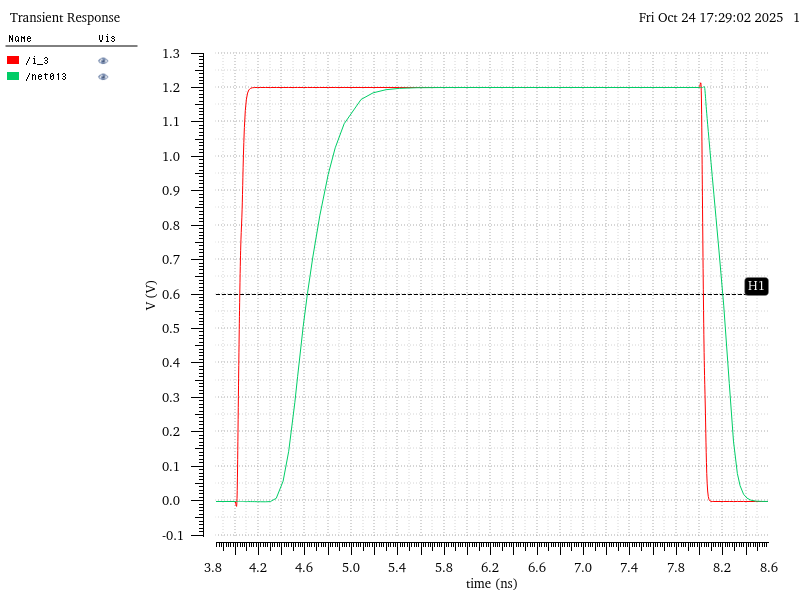 Transient Response
Fri Oct 24 17:29:02 2025 1
Name Vis
/i_3
/net013
1.3
1.2
1.1
1.0
0.9
0.8
0.7
0.6
0.5
0.4
0.3
0.2
0.1
0.0
-0.1
V (V)
H1
3.8 4.2 4.6 5.0 5.4 5.8 6.2 6.6 7.0 7.4 7.8 8.2 8.6
time (ns)